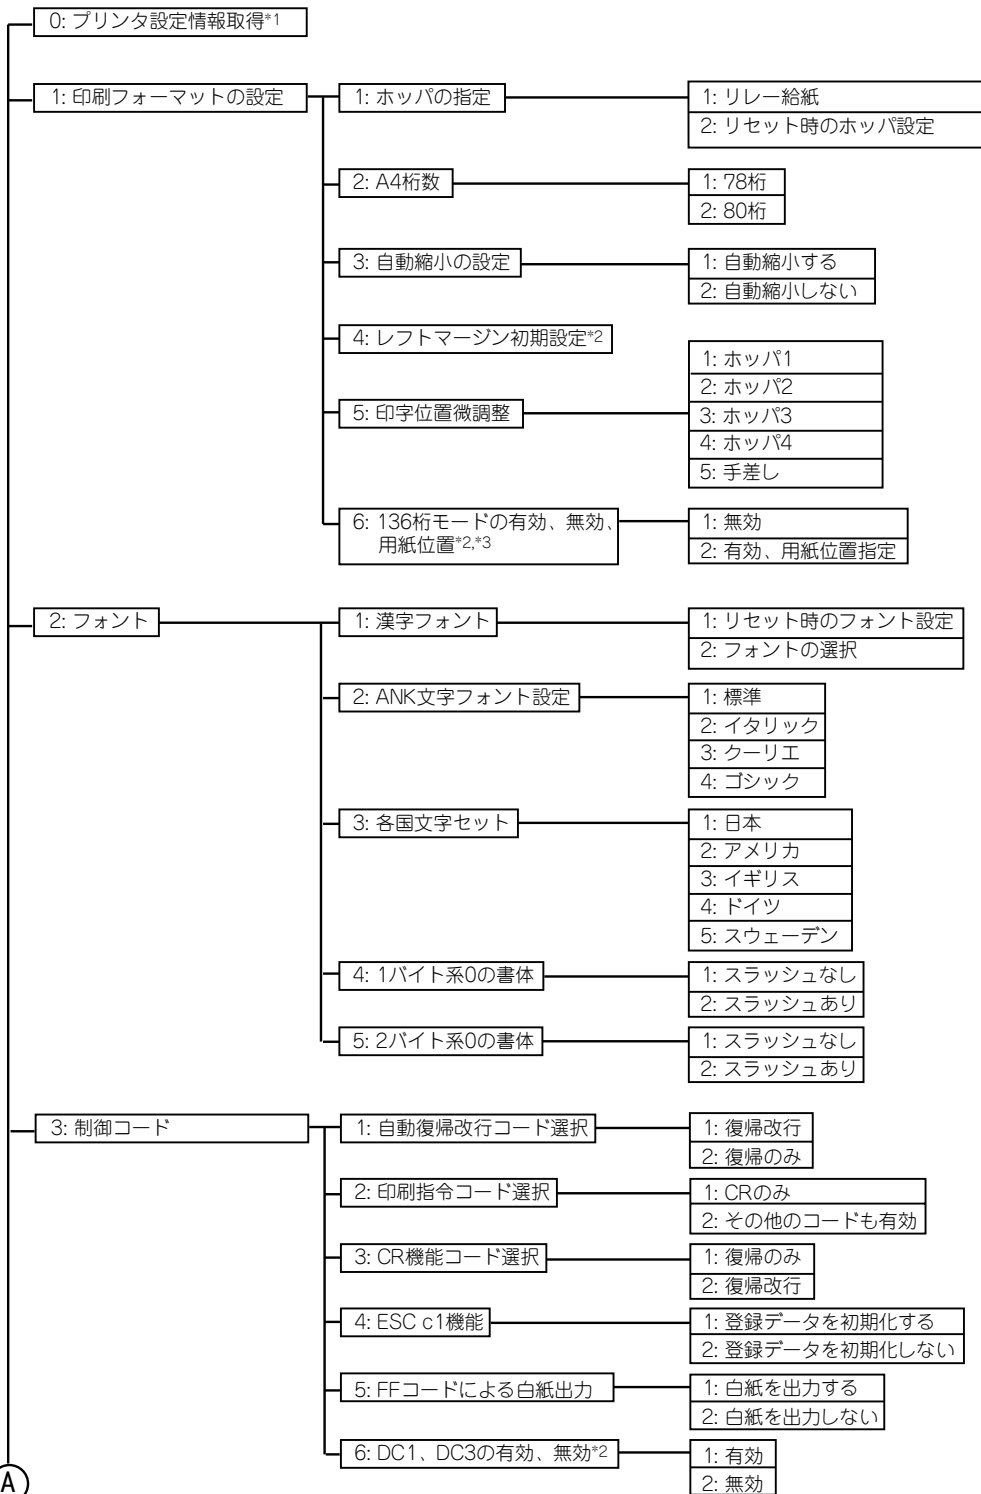 0: プリンタ設定情報取得*1
1: 印刷フォーマットの設定
1: ホッパの指定
1: リレー給紙
2: リセット時のホッパ設定
2: A4桁数
1: 78桁
2: 80桁
3: 自動縮小の設定
1: 自動縮小する
2: 自動縮小しない
4: レフトマージン初期設定*2
5: 印字位置微調整
1: ホッパ1
2: ホッパ2
3: ホッパ3
4: ホッパ4
5: 手差し
6: 136桁モードの有効、無効、
用紙位置*2,*3
1: 無効
2: 有効、用紙位置指定
2: フォント
1: 漢字フォント
1: リセット時のフォント設定
2: フォントの選択
2: ANK文字フォント設定
1: 標準
2: イタリック
3: クーリエ
4: ゴシック
3: 各国文字セット
1: 日本
2: アメリカ
3: イギリス
4: ドイツ
5: スウェーデン
4: 1バイト系0の書体
1: スラッシュなし
2: スラッシュあり
5: 2バイト系0の書体
1: スラッシュなし
2: スラッシュあり
3: 制御コード
1: 自動復帰改行コード選択
1: 復帰改行
2: 復帰のみ
2: 印刷指令コード選択
1: CRのみ
2: その他のコードも有効
3: CR機能コード選択
1: 復帰のみ
2: 復帰改行
4: ESC c1機能
1: 登録データを初期化する
2: 登録データを初期化しない
5: FFコードによる白紙出力
1: 白紙を出力する
2: 白紙を出力しない
6: DC1、DC3の有効、無効*2
1: 有効
2: 無効
A